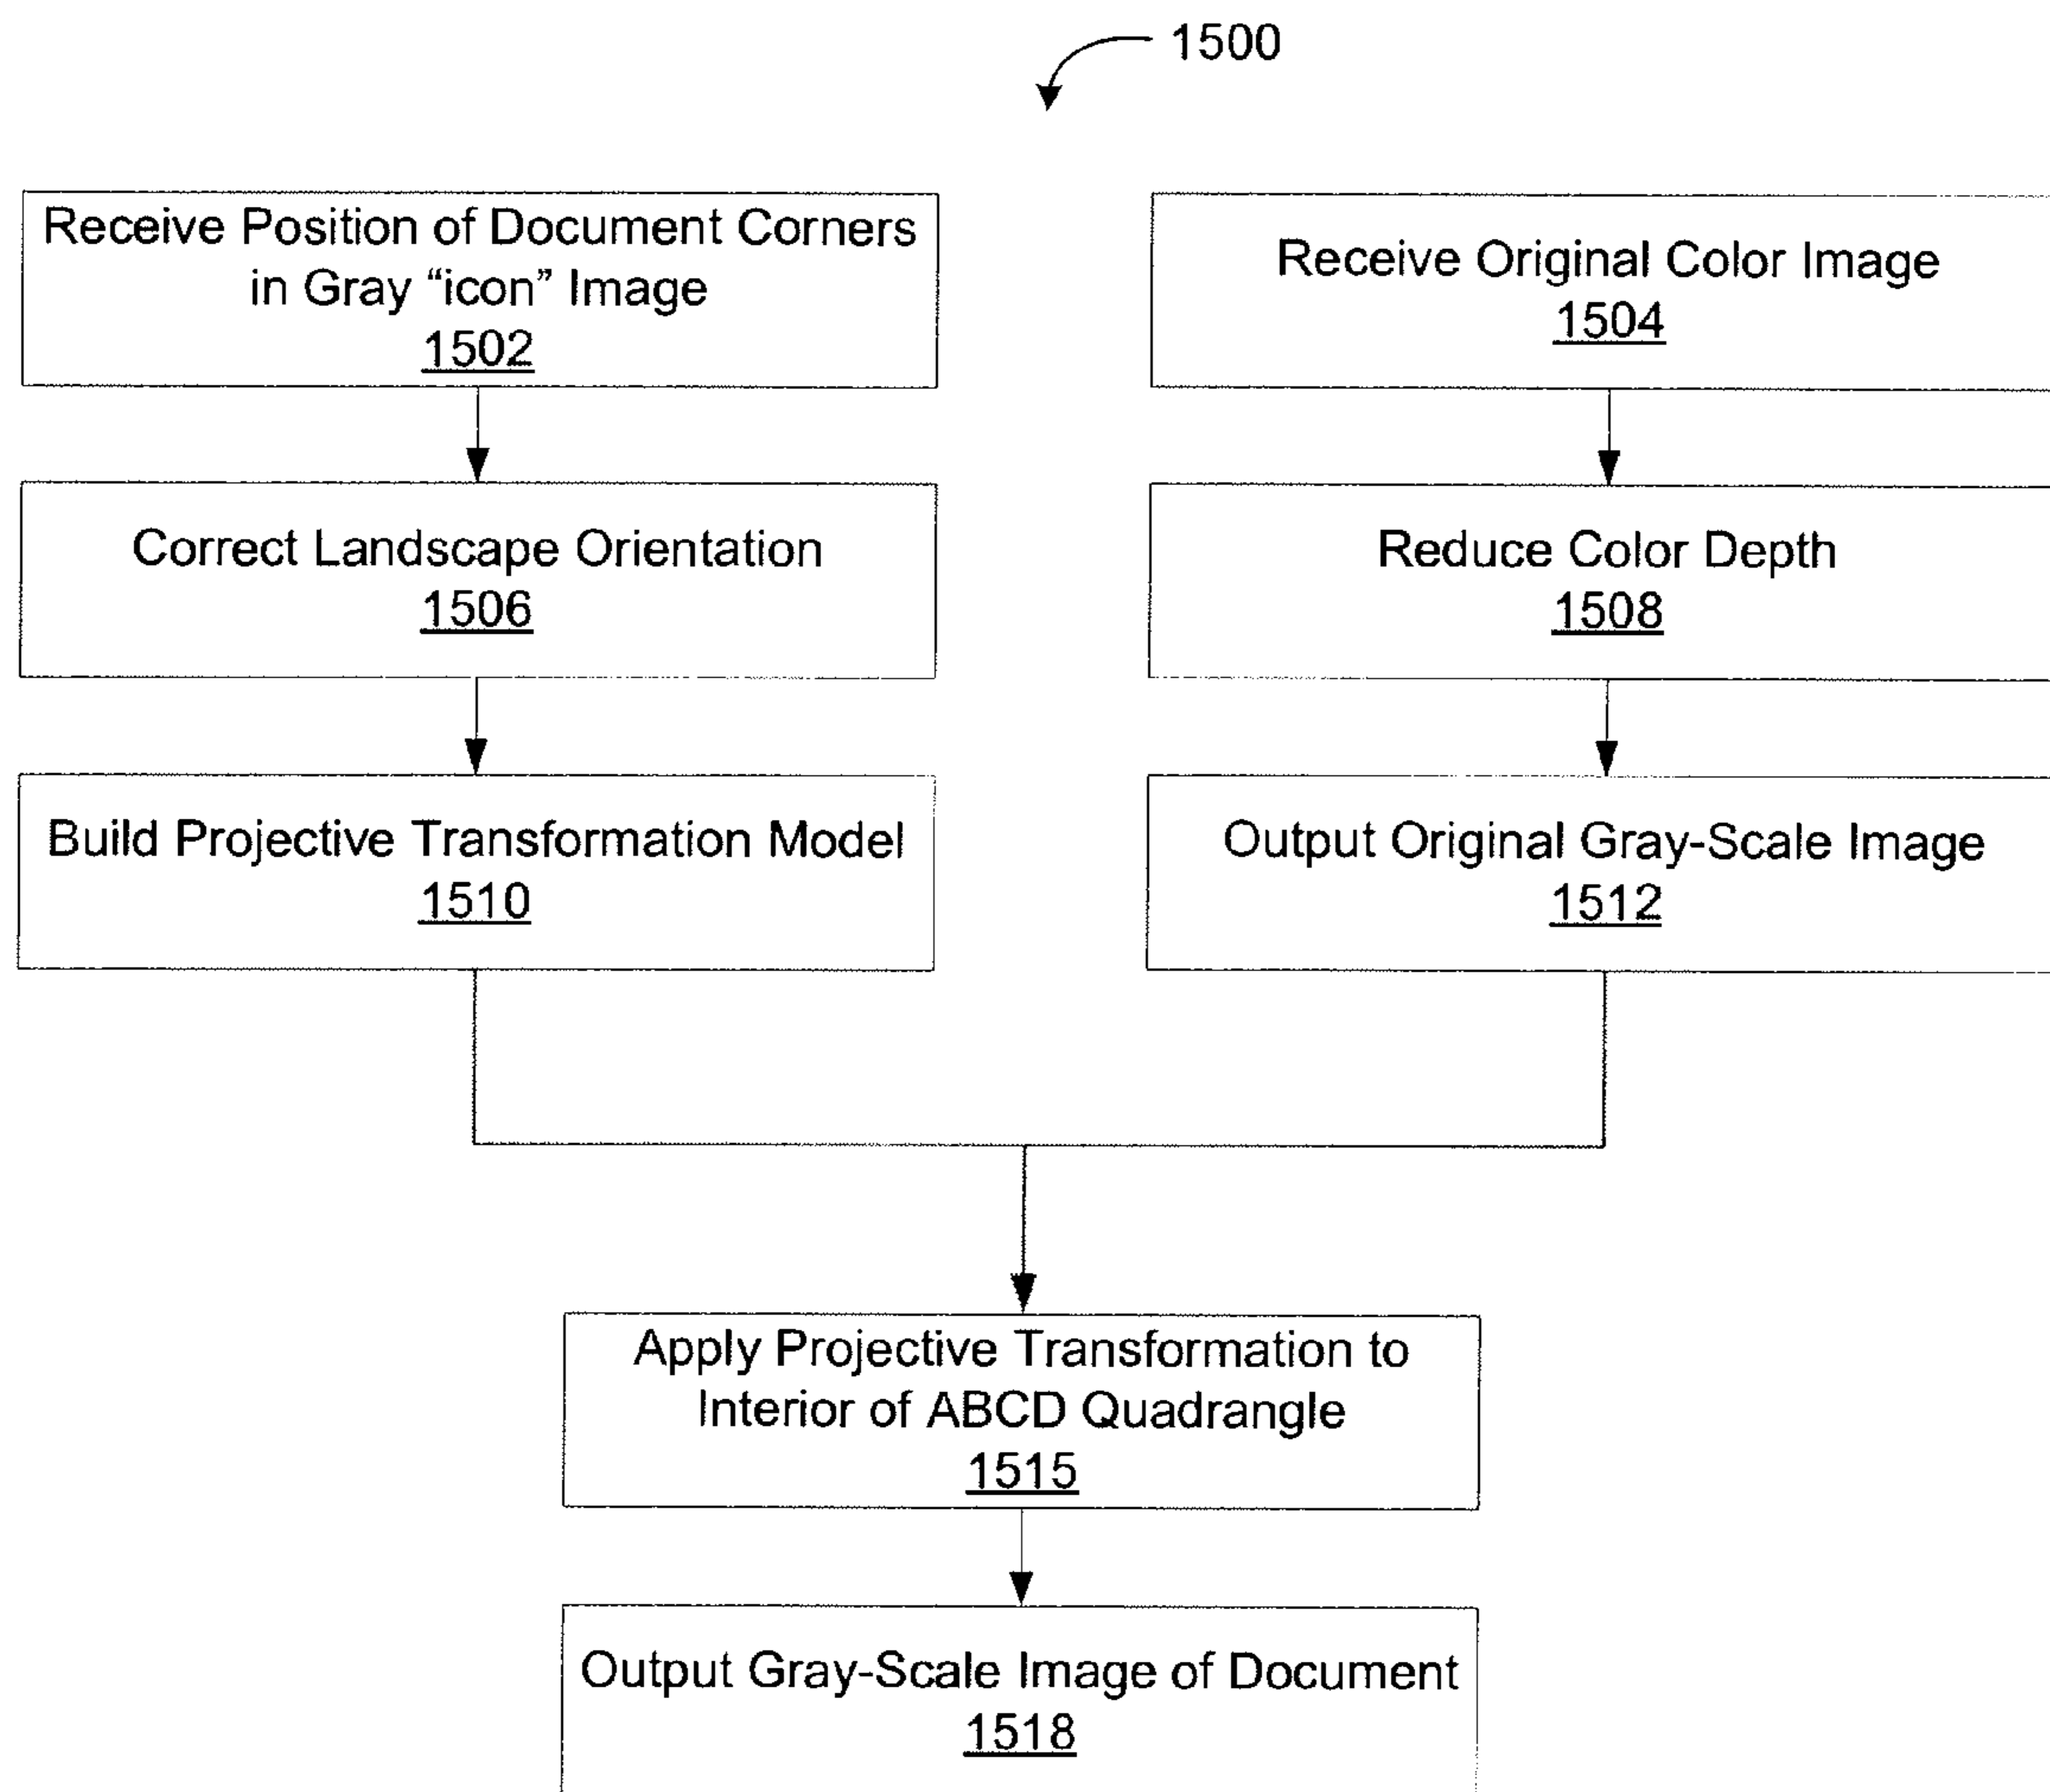 1500
Receive Position of Document Corners
in Gray “icon” Image
1502
Receive Original Color Image
1504
Correct Landscape Orientation
1506
Reduce Color Depth
1508
Build Projective Transformation Model
1510
Output Original Gray-Scale Image
1512
Apply Projective Transformation to
Interior of ABCD Quadrangle
1515
Output Gray-Scale Image of Document
1518